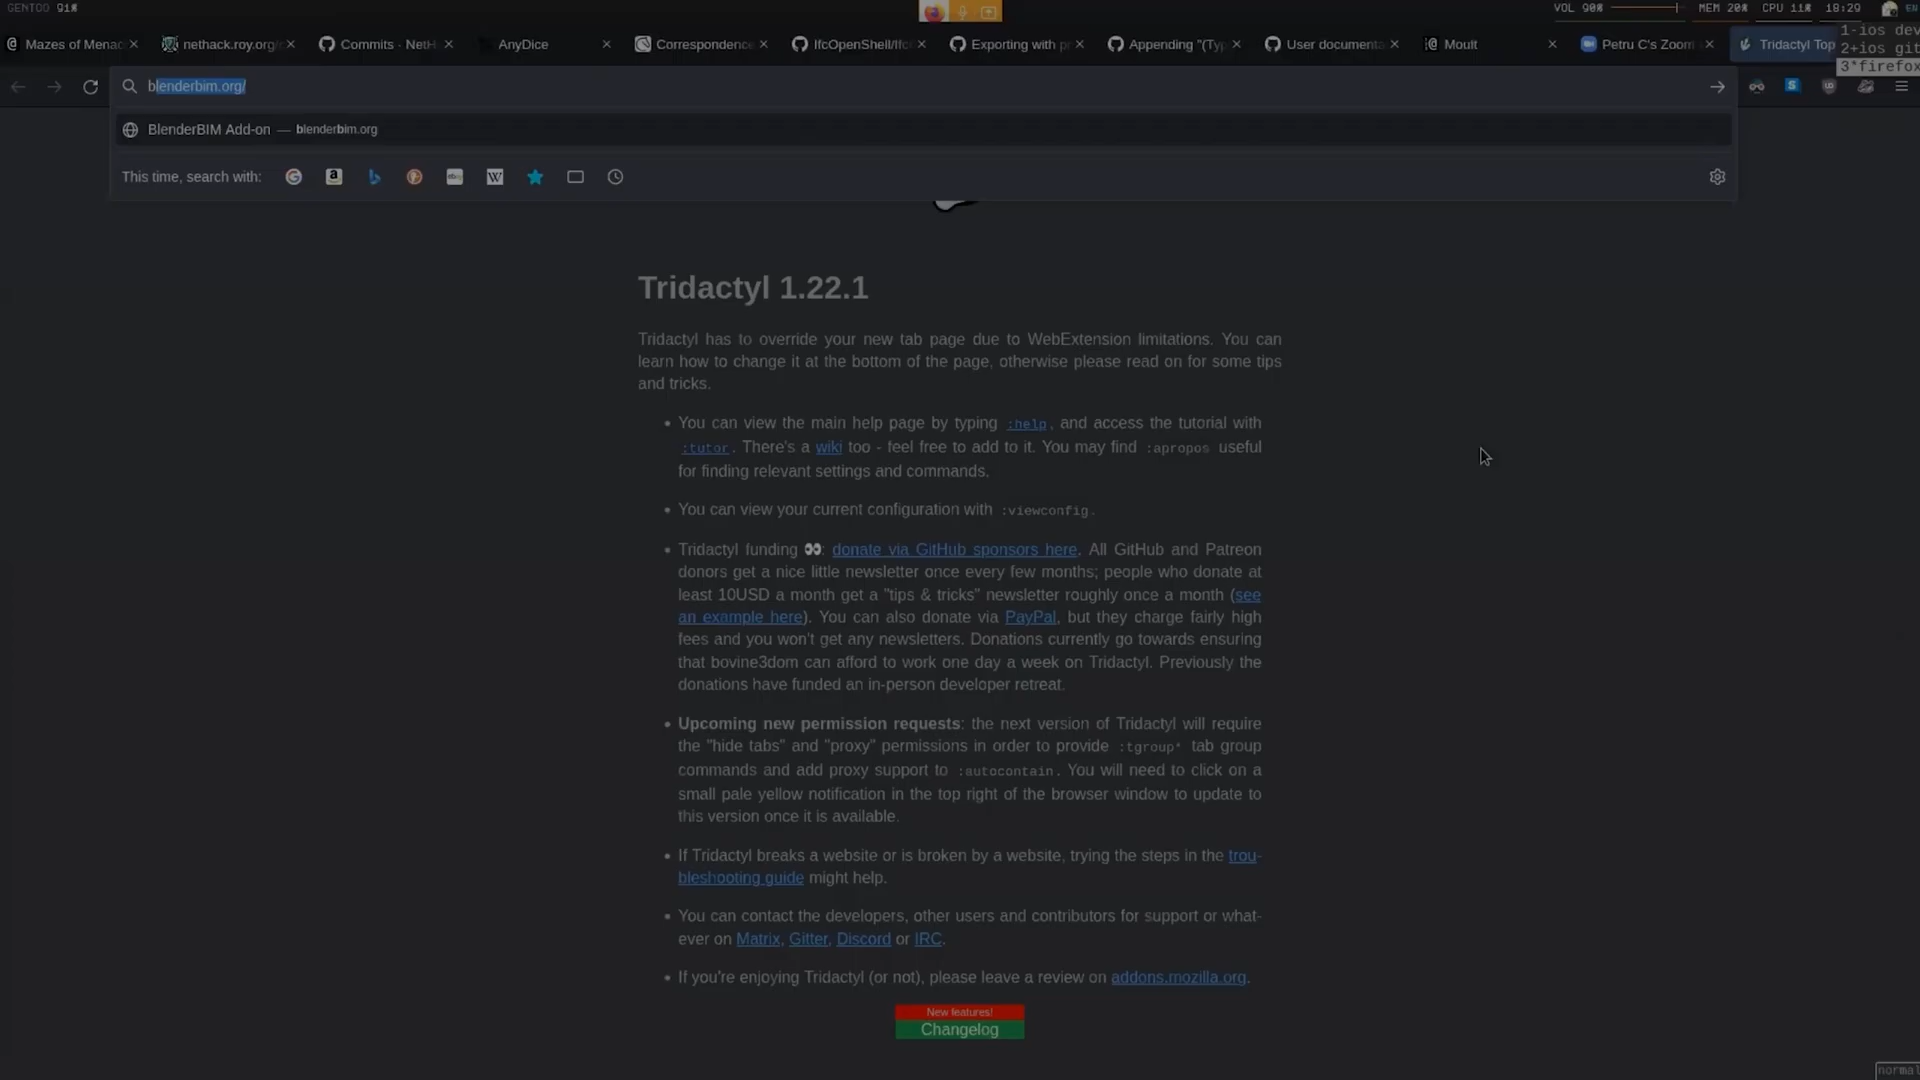 GENTOO 91%
VOL 90% MEM 20% CPU 11% 18:29 EN
Mazes of Menac
nethack.roy.org/
Commits · NetH
AnyDice
Correspondence
IfcOpenShell/Ifc
Exporting with pr
Appending "(Typ
User documenta
Moult
Petru C's Zoom
Tridactyl Top
1-ios dev
2+ios git
3*firefox
blenderbim.org/
BlenderBIM Add-on — blenderbim.org
This time, search with:
Tridactyl 1.22.1
Tridactyl has to override your new tab page due to WebExtension limitations. You can
learn how to change it at the bottom of the page, otherwise please read on for some tips
and tricks.
• You can view the main help page by typing :help, and access the tutorial with
:tutor. There's a wiki too - feel free to add to it. You may find :apropos useful
for finding relevant settings and commands.
• You can view your current configuration with :viewconfig.
• Tridactyl funding 👀: donate via GitHub sponsors here. All GitHub and Patreon
donors get a nice little newsletter once every few months; people who donate at
least 10USD a month get a "tips & tricks" newsletter roughly once a month (see
an example here). You can also donate via PayPal, but they charge fairly high
fees and you won't get any newsletters. Donations currently go towards ensuring
that bovine3dom can afford to work one day a week on Tridactyl. Previously the
donations have funded an in-person developer retreat.
• Upcoming new permission requests: the next version of Tridactyl will require
the "hide tabs" and "proxy" permissions in order to provide :tgroup* tab group
commands and add proxy support to :autocontain. You will need to click on a
small pale yellow notification in the top right of the browser window to update to
this version once it is available.
• If Tridactyl breaks a website or is broken by a website, trying the steps in the trou-
bleshooting guide might help.
• You can contact the developers, other users and contributors for support or what-
ever on Matrix, Gitter, Discord or IRC.
• If you're enjoying Tridactyl (or not), please leave a review on addons.mozilla.org.
New features!
Changelog
normal